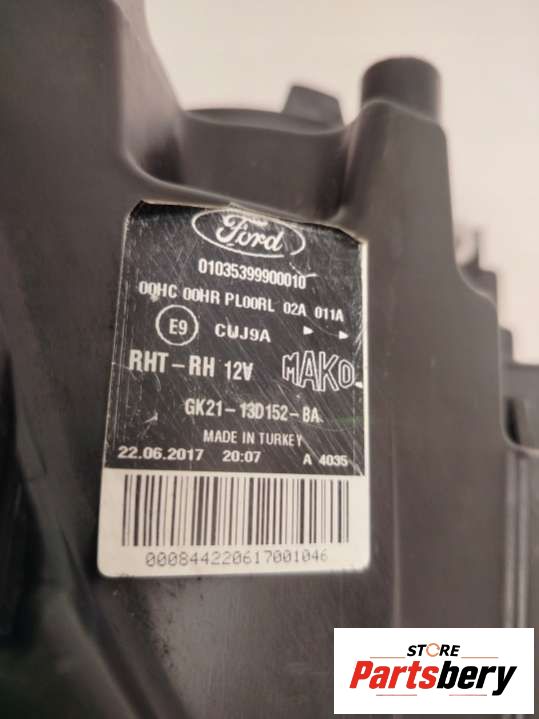 Ford
01035399900010
00HC 00HR PL00RL 02A 011A
E9 CUJ9A
RHT-RH 12V MAKO
GK21-13D152-BA
MADE IN TURKEY
22.06.2017 20:07 A 4035
000844220617001046
STORE
Partsbery